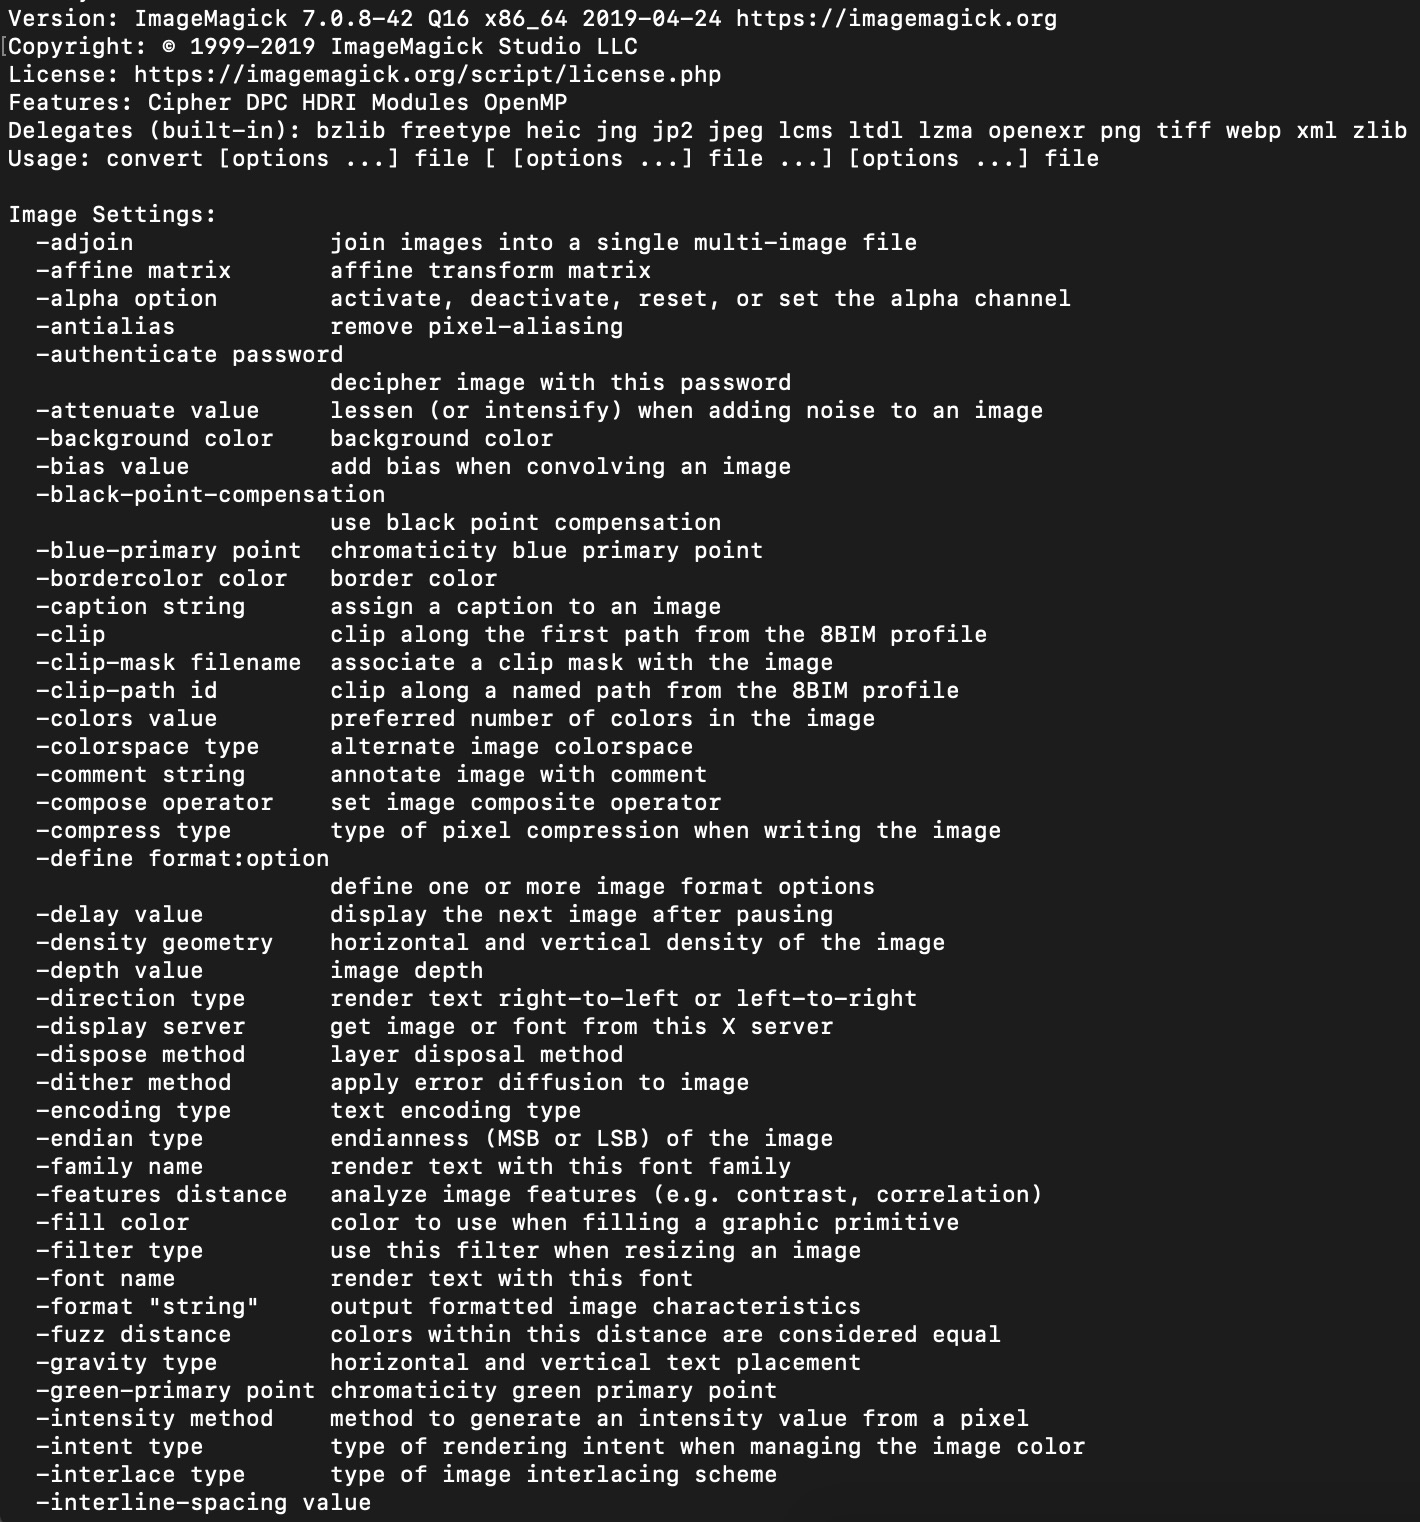 Version: ImageMagick 7.0.8-42 Q16 x86_64 2019-04-24 https://imagemagick.org
Copyright: © 1999-2019 ImageMagick Studio LLC
License: https://imagemagick.org/script/license.php
Features: Cipher DPC HDRI Modules OpenMP
Delegates (built-in): bzlib freetype heic jng jp2 jpeg lcms ltdl lzma openexr png tiff webp xml zlib
Usage: convert [options ...] file [ [options ...] file ...] [options ...] file

Image Settings:
  -adjoin              join images into a single multi-image file
  -affine matrix       affine transform matrix
  -alpha option        activate, deactivate, reset, or set the alpha channel
  -antialias           remove pixel-aliasing
  -authenticate password
                       decipher image with this password
  -attenuate value     lessen (or intensify) when adding noise to an image
  -background color    background color
  -bias value          add bias when convolving an image
  -black-point-compensation
                       use black point compensation
  -blue-primary point  chromaticity blue primary point
  -bordercolor color   border color
  -caption string      assign a caption to an image
  -clip                clip along the first path from the 8BIM profile
  -clip-mask filename  associate a clip mask with the image
  -clip-path id        clip along a named path from the 8BIM profile
  -colors value        preferred number of colors in the image
  -colorspace type     alternate image colorspace
  -comment string      annotate image with comment
  -compose operator    set image composite operator
  -compress type       type of pixel compression when writing the image
  -define format:option
                       define one or more image format options
  -delay value         display the next image after pausing
  -density geometry    horizontal and vertical density of the image
  -depth value         image depth
  -direction type      render text right-to-left or left-to-right
  -display server      get image or font from this X server
  -dispose method      layer disposal method
  -dither method       apply error diffusion to image
  -encoding type       text encoding type
  -endian type         endianness (MSB or LSB) of the image
  -family name         render text with this font family
  -features distance   analyze image features (e.g. contrast, correlation)
  -fill color          color to use when filling a graphic primitive
  -filter type         use this filter when resizing an image
  -font name           render text with this font
  -format "string"     output formatted image characteristics
  -fuzz distance       colors within this distance are considered equal
  -gravity type        horizontal and vertical text placement
  -green-primary point chromaticity green primary point
  -intensity method    method to generate an intensity value from a pixel
  -intent type         type of rendering intent when managing the image color
  -interlace type      type of image interlacing scheme
  -interline-spacing value